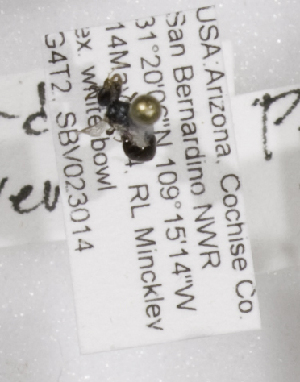 USA: Arizona, Cochise Co.
San Bernardino NWR
31°20' "N 109°15'14"W
14Ma RL Minckley
ex. white bowl
G4T2. SBV023014